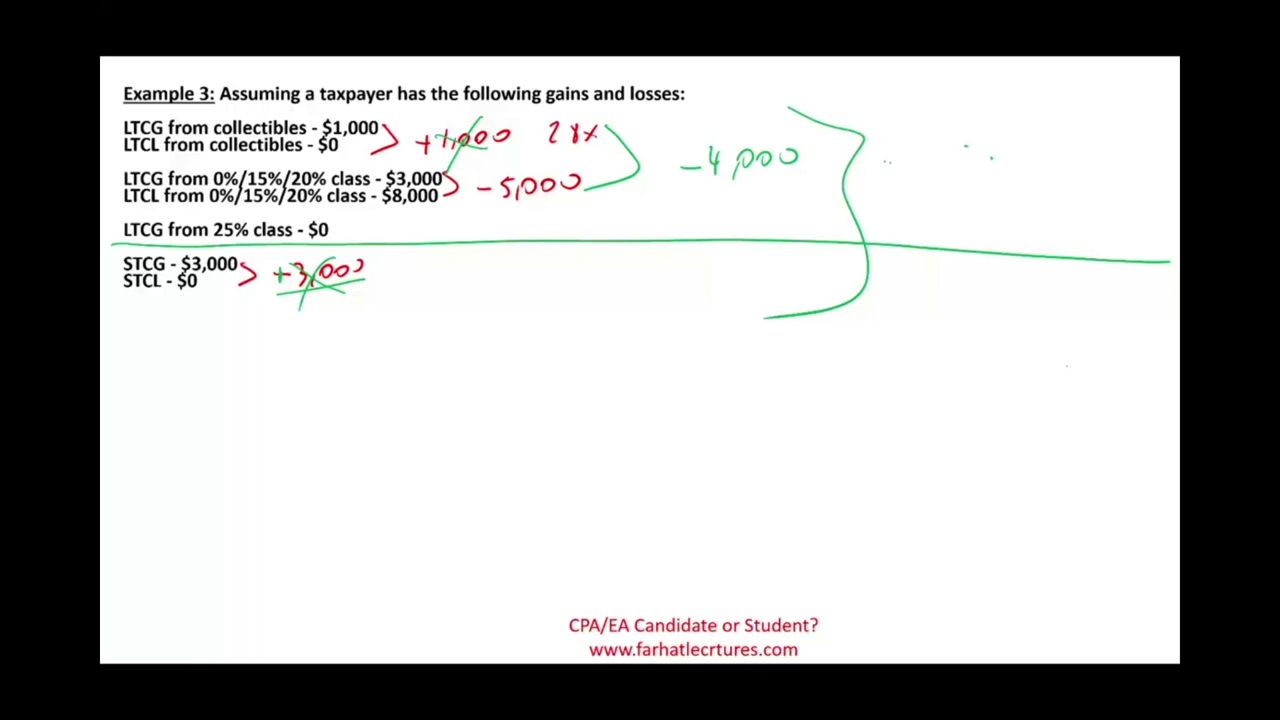 Example 3: Assuming a taxpayer has the following gains and losses:
LTCG from collectibles - $1,000
LTCL from collectibles - $0
+1,000 28%
LTCG from 0%/15%/20% class - $3,000
LTCL from 0%/15%/20% class - $8,000
-5,000
-4,000
LTCG from 25% class - $0
STCG - $3,000
STCL - $0
+3,000
CPA/EA Candidate or Student?
www.farhatlecrtures.com